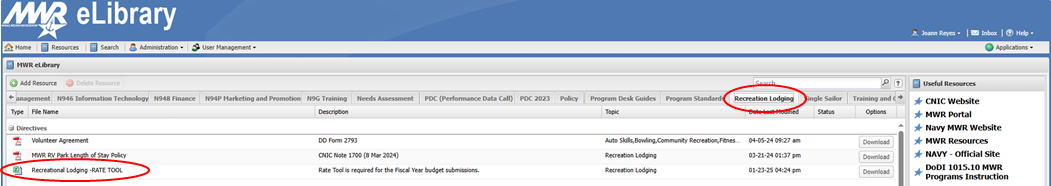 MWR eLibrary
Joann Reyes Inbox Help
Home Resources Search Administration User Management Applications
MWR eLibrary
Add Resource Delete Resource Search ?
anagement N946 Information Technology N948 Finance N94P Marketing and Promotion N9G Training Needs Assessment PDC (Performance Data Call) PDC 2023 Policy Program Desk Guides Program Standards Recreation Lodging ingle Sailor Training and C
Type File Name Description Topic Date Last Modified Status Options
Directives
Volunteer Agreement DD Form 2793 Auto Skills,Bowling,Community Recreation,Fitnes... 04-05-24 09:27 am Download
MWR RV Park Length of Stay Policy CNIC Note 1700 (8 Mar 2024) Recreation Lodging 03-21-24 01:37 pm Download
Recreational Lodging -RATE TOOL Rate Tool is required for the Fiscal Year budget submissions. Recreation Lodging 01-23-25 04:24 pm Download
Useful Resources
CNIC Website
MWR Portal
Navy MWR Website
MWR Resources
NAVY - Official Site
DoDI 1015.10 MWR
Programs Instruction